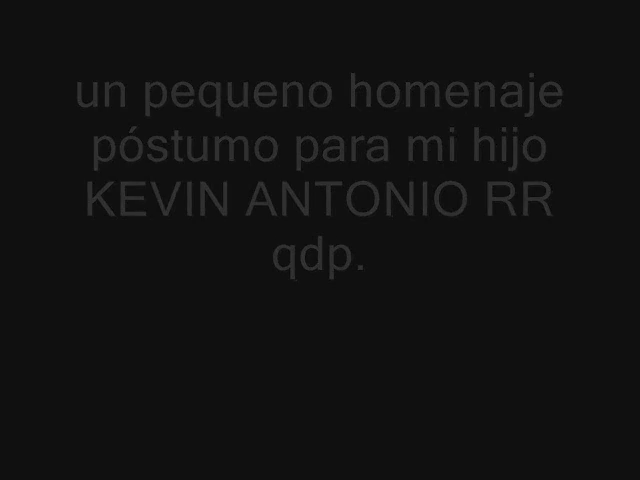 un pequeno homenaje
póstumo para mi hijo
KEVIN ANTONIO RR
qdp.